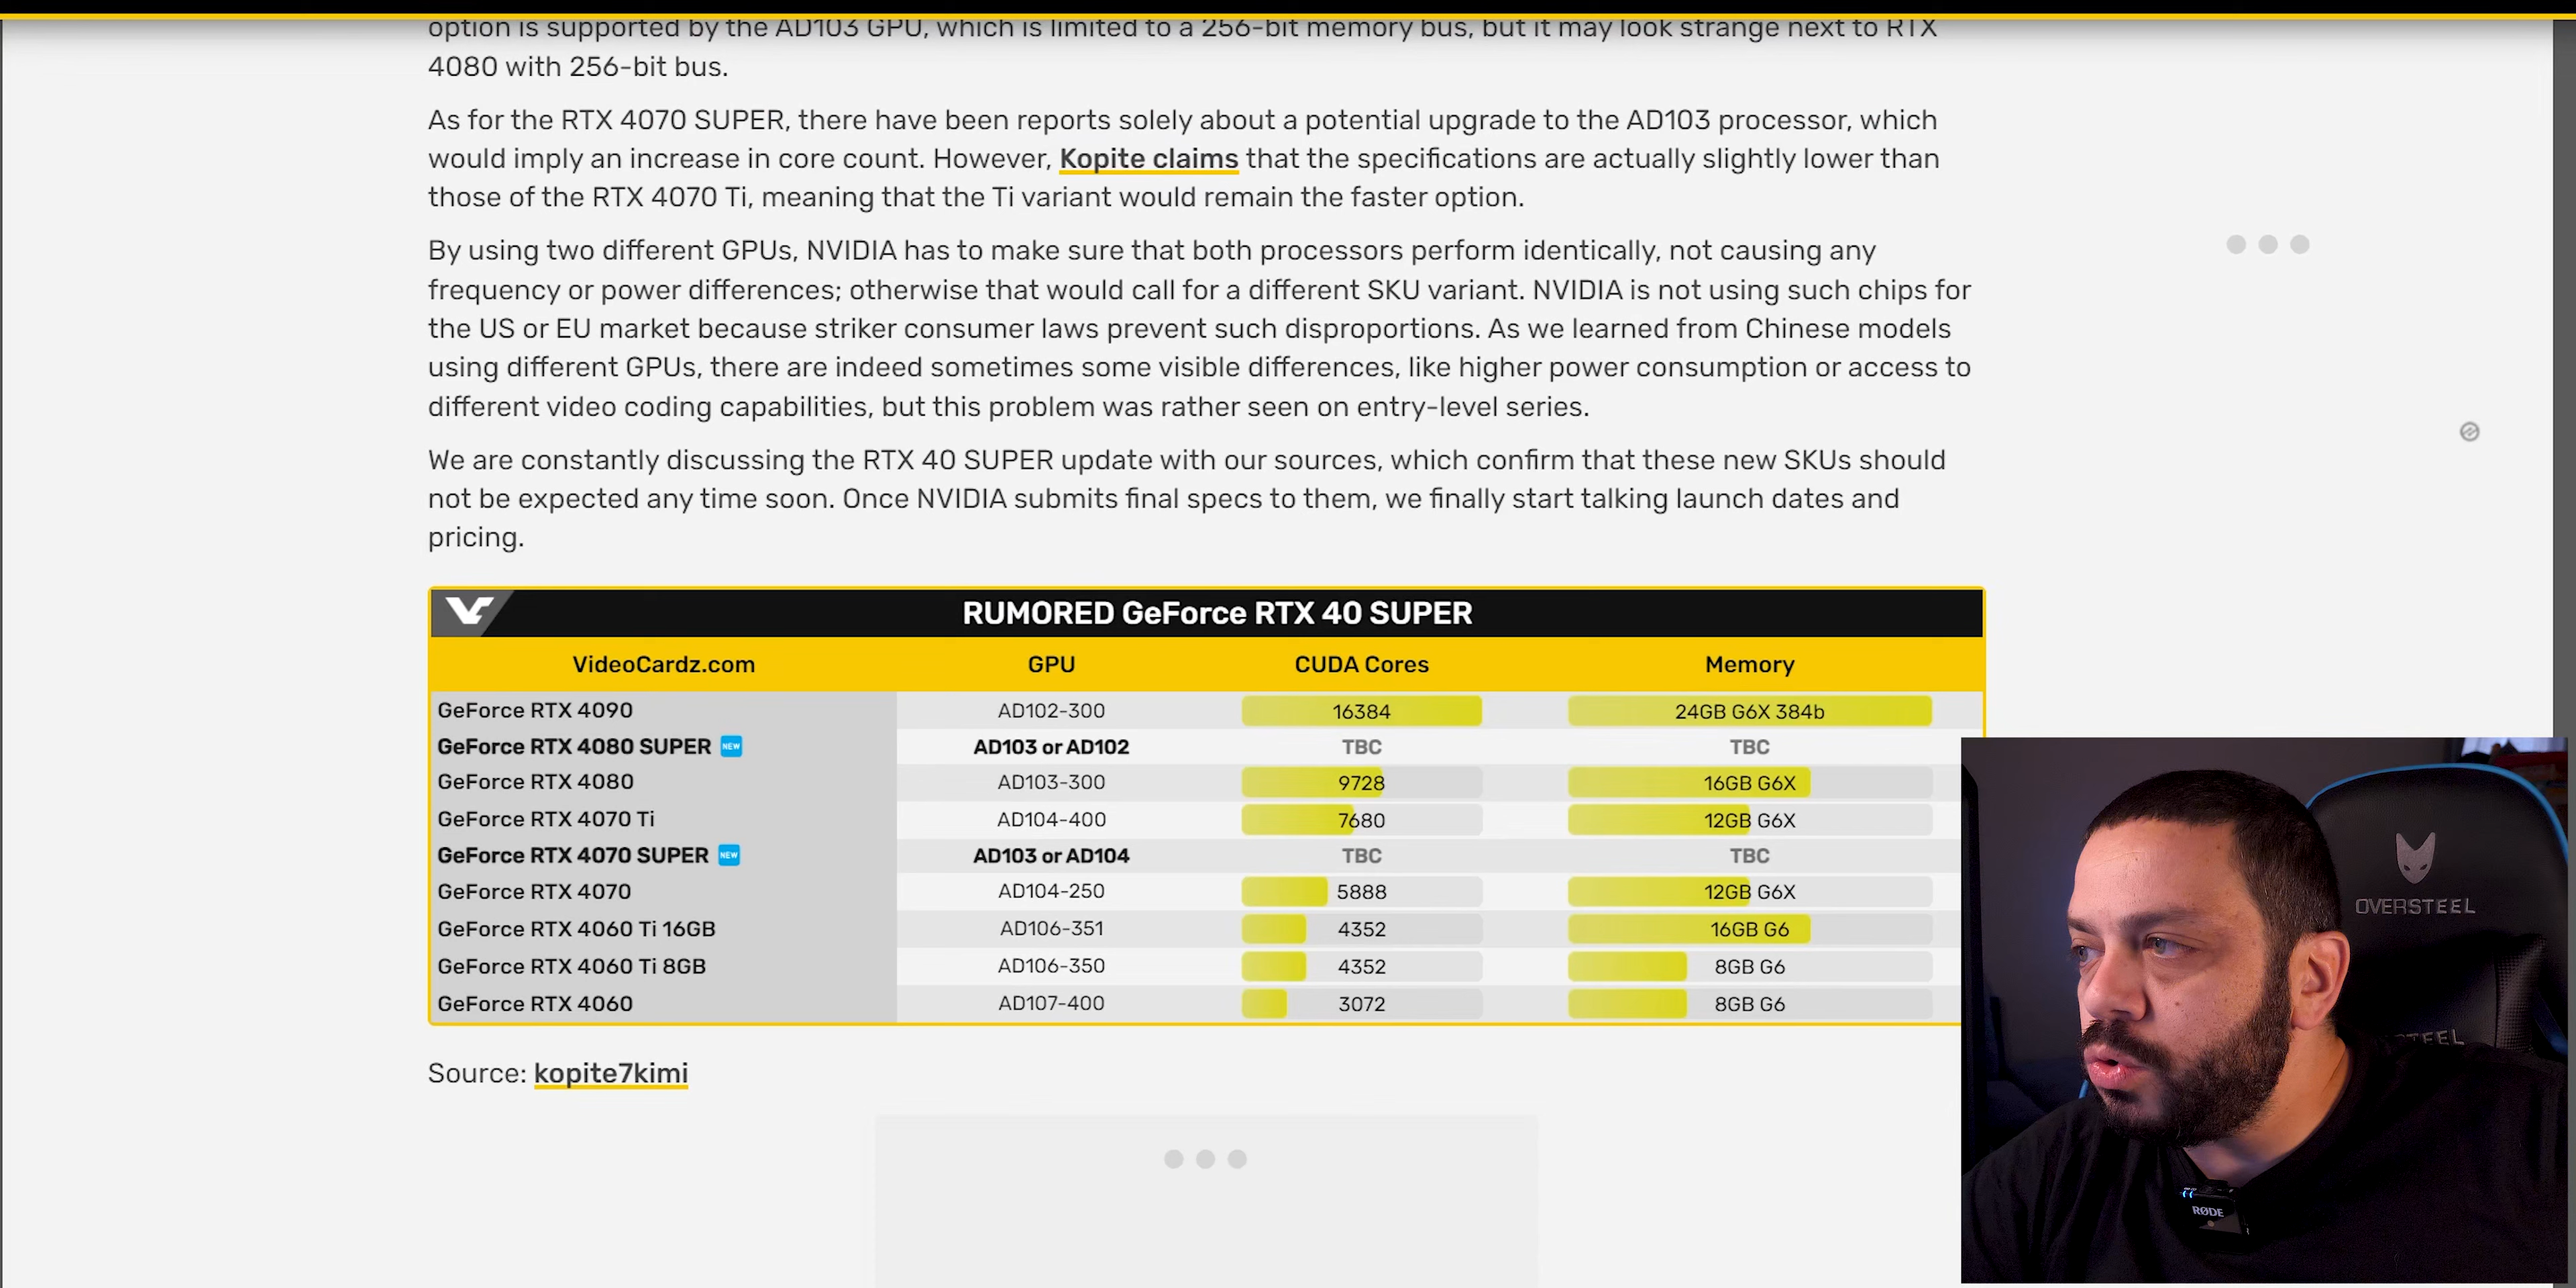 option is supported by the AD103 GPU, which is limited to a 256-bit memory bus, but it may look strange next to RTX
4080 with 256-bit bus.
As for the RTX 4070 SUPER, there have been reports solely about a potential upgrade to the AD103 processor, which
would imply an increase in core count. However, Kopite claims that the specifications are actually slightly lower than
those of the RTX 4070 Ti, meaning that the Ti variant would remain the faster option.
By using two different GPUs, NVIDIA has to make sure that both processors perform identically, not causing any
frequency or power differences; otherwise that would call for a different SKU variant. NVIDIA is not using such chips for
the US or EU market because striker consumer laws prevent such disproportions. As we learned from Chinese models
using different GPUs, there are indeed sometimes some visible differences, like higher power consumption or access to
different video coding capabilities, but this problem was rather seen on entry-level series.
We are constantly discussing the RTX 40 SUPER update with our sources, which confirm that these new SKUs should
not be expected any time soon. Once NVIDIA submits final specs to them, we finally start talking launch dates and
pricing.
RUMORED GeForce RTX 40 SUPER
VideoCardz.com GPU CUDA Cores Memory
GeForce RTX 4090 AD102-300 16384 24GB G6X 384b
GeForce RTX 4080 SUPER NEW AD103 or AD102 TBC TBC
GeForce RTX 4080 AD103-300 9728 16GB G6X
GeForce RTX 4070 Ti AD104-400 7680 12GB G6X
GeForce RTX 4070 SUPER NEW AD103 or AD104 TBC TBC
GeForce RTX 4070 AD104-250 5888 12GB G6X
GeForce RTX 4060 Ti 16GB AD106-351 4352 16GB G6
GeForce RTX 4060 Ti 8GB AD106-350 4352 8GB G6
GeForce RTX 4060 AD107-400 3072 8GB G6
Source: kopite7kimi
OVERSTEEL
RØDE